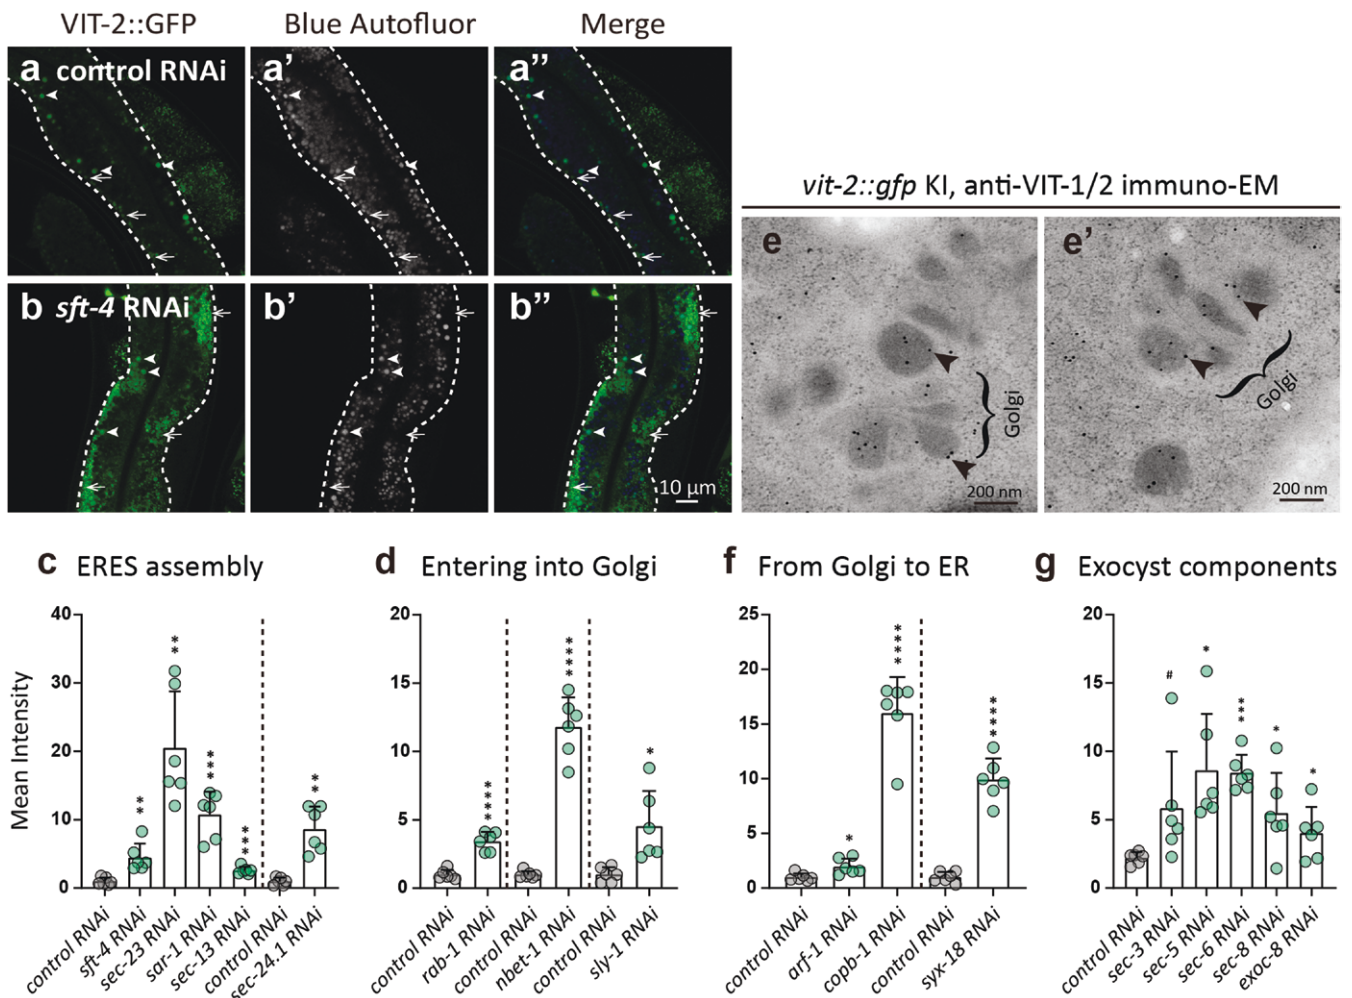 VIT-2::GFP Blue Autofluor Merge
a control RNAi a' a''
b sft-4 RNAi b' b''
10 µm
vit-2::gfp KI, anti-VIT-1/2 immuno-EM
e e'
Golgi Golgi
200 nm 200 nm
c ERES assembly
Mean Intensity
40
30
20
10
0
** ** *** *** **
control RNAi sft-4 RNAi sec-23 RNAi sar-1 RNAi sec-13 RNAi control RNAi sec-24.1 RNAi
d Entering into Golgi
20
15
10
5
0
**** **** *
control RNAi rab-1 RNAi control RNAi nbet-1 RNAi control RNAi sly-1 RNAi
f From Golgi to ER
25
20
15
10
5
0
* **** ****
control RNAi arf-1 RNAi copb-1 RNAi control RNAi syx-18 RNAi
g Exocyst components
20
15
10
5
0
# * *** * *
control RNAi sec-3 RNAi sec-5 RNAi sec-6 RNAi sec-8 RNAi exoc-8 RNAi